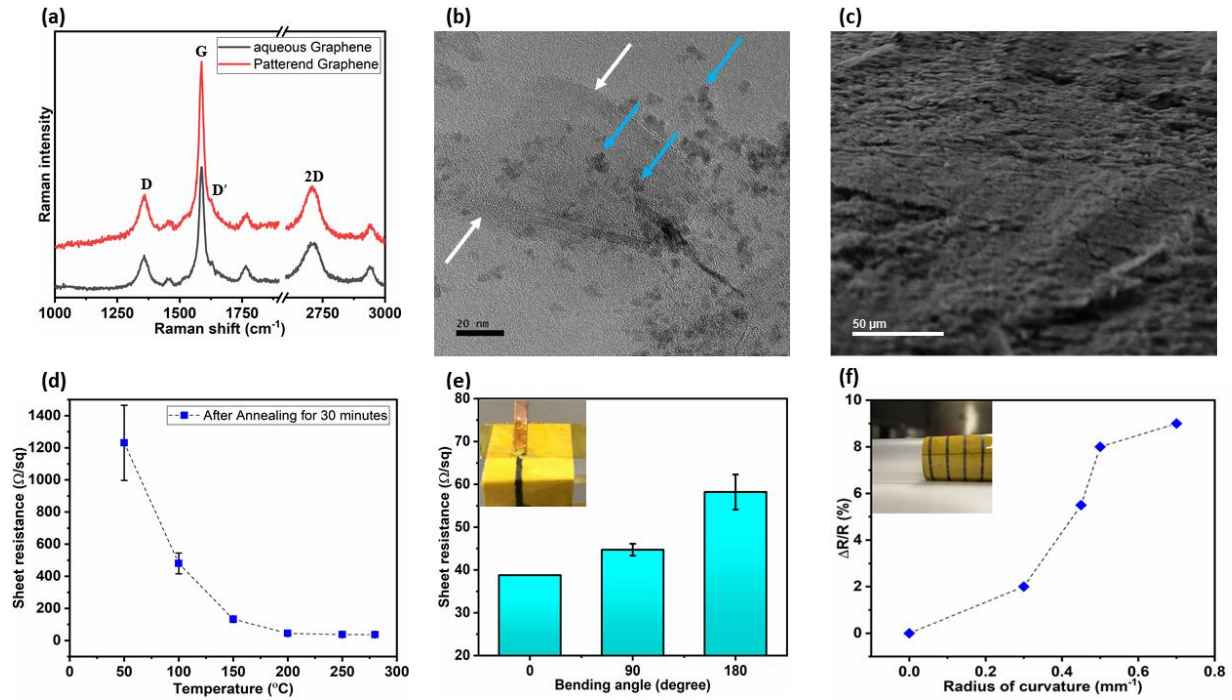 (a)
aqueous Graphene
Patterend Graphene
D
G
D'
2D
Raman intensity
1000
1250
1500
1750
2750
3000
Raman shift (cm⁻¹)
(b)
20 nm
(c)
50 µm
(d)
After Annealing for 30 minutes
1400
1200
1000
800
600
400
200
0
Sheet resistance (Ω/sq)
0
50
100
150
200
250
300
Temperature (ºC)
(e)
80
70
60
50
40
30
20
Sheet resistance (Ω/sq)
0
90
180
Bending angle (degree)
(f)
10
8
6
4
2
0
ΔR/R (%)
0.0
0.2
0.4
0.6
0.8
Radius of curvature (mm⁻¹)